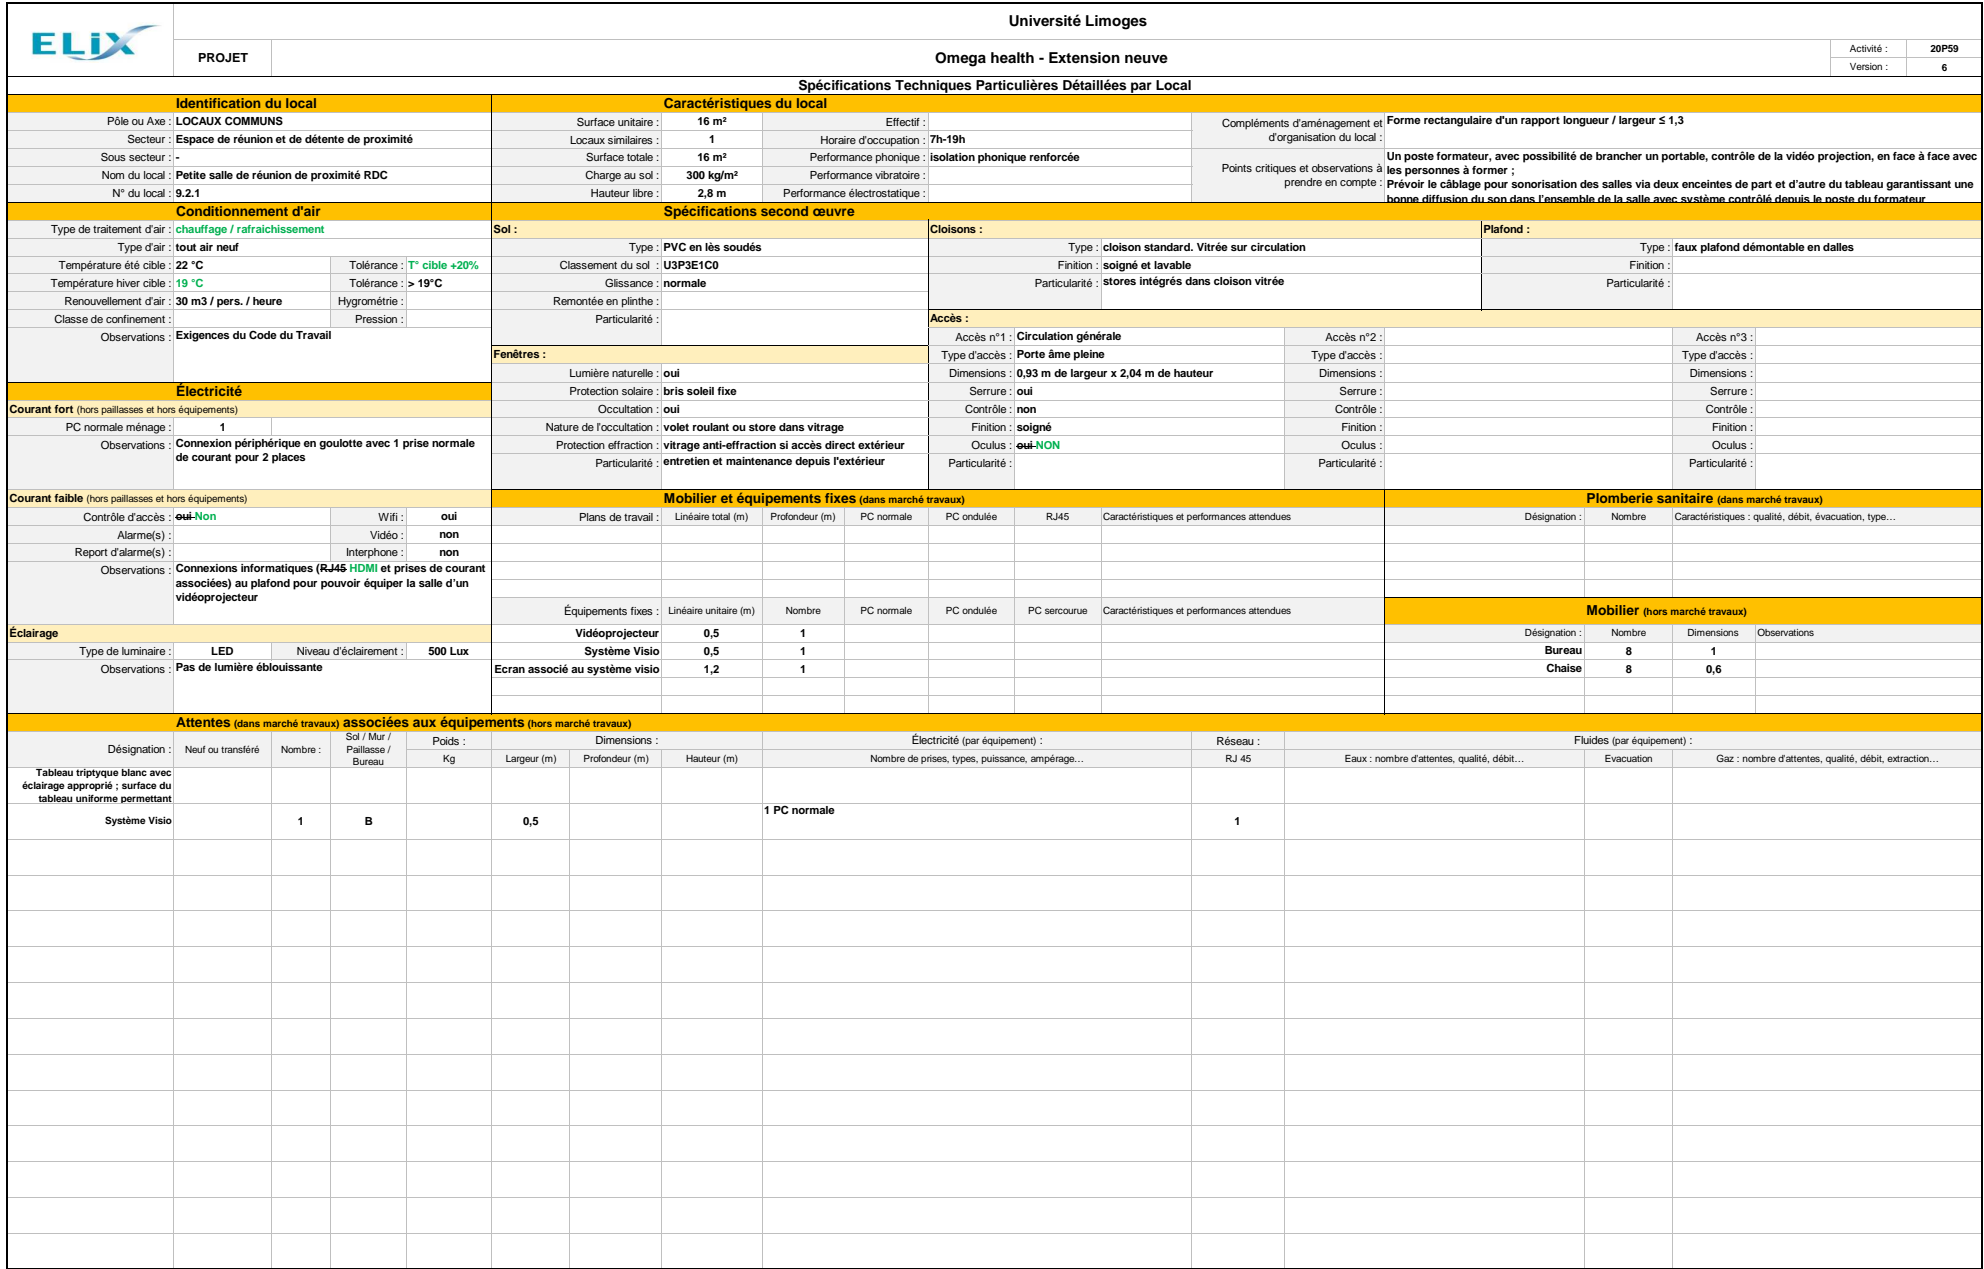 ELiX
Université Limoges
PROJET
Omega health - Extension neuve
Activité : 20P59
Version : 6
Spécifications Techniques Particulières Détaillées par Local
Identification du local
Pôle ou Axe : LOCAUX COMMUNS
Secteur : Espace de réunion et de détente de proximité
Sous secteur : -
Nom du local : Petite salle de réunion de proximité RDC
N° du local : 9.2.1
Caractéristiques du local
Surface unitaire : 16 m² Effectif :
Locaux similaires : 1 Horaire d'occupation : 7h-19h
Surface totale : 16 m² Performance phonique : isolation phonique renforcée
Charge au sol : 300 kg/m² Performance vibratoire :
Hauteur libre : 2,8 m Performance électrostatique :
Compléments d'aménagement et d'organisation du local : Forme rectangulaire d'un rapport longueur / largeur ≤ 1,3
Points critiques et observations à prendre en compte :
Un poste formateur, avec possibilité de brancher un portable, contrôle de la vidéo projection, en face à face avec
les personnes à former ;
Prévoir le câblage pour sonorisation des salles via deux enceintes de part et d'autre du tableau garantissant une
bonne diffusion du son dans l'ensemble de la salle avec système contrôlé depuis le poste du formateur
Conditionnement d'air
Type de traitement d'air : chauffage / rafraichissement
Type d'air : tout air neuf
Température été cible : 22 °C Tolérance : T° cible +20%
Température hiver cible : 19 °C Tolérance : > 19°C
Renouvellement d'air : 30 m3 / pers. / heure Hygrométrie :
Classe de confinement : Pression :
Observations : Exigences du Code du Travail
Spécifications second œuvre
Sol :
Type : PVC en lès soudés
Classement du sol : U3P3E1C0
Glissance : normale
Remontée en plinthe :
Particularité :
Cloisons :
Type : cloison standard. Vitrée sur circulation
Finition : soigné et lavable
Particularité : stores intégrés dans cloison vitrée
Plafond :
Type : faux plafond démontable en dalles
Finition :
Particularité :
Fenêtres :
Lumière naturelle : oui
Protection solaire : bris soleil fixe
Occultation : oui
Nature de l'occultation : volet roulant ou store dans vitrage
Protection effraction : vitrage anti-effraction si accès direct extérieur
Particularité : entretien et maintenance depuis l'extérieur
Accès :
Accès n°1 : Circulation générale Accès n°2 : Accès n°3 :
Type d'accès : Porte âme pleine Type d'accès : Type d'accès :
Dimensions : 0,93 m de largeur x 2,04 m de hauteur Dimensions : Dimensions :
Serrure : oui Serrure : Serrure :
Contrôle : non Contrôle : Contrôle :
Finition : soigné Finition : Finition :
Oculus : oui NON Oculus : Oculus :
Particularité : Particularité : Particularité :
Électricité
Courant fort (hors paillasses et hors équipements)
PC normale ménage : 1
Observations : Connexion périphérique en goulotte avec 1 prise normale
de courant pour 2 places
Courant faible (hors paillasses et hors équipements)
Contrôle d'accès : oui Non Wifi : oui
Alarme(s) : Vidéo : non
Report d'alarme(s) : Interphone : non
Observations : Connexions informatiques (RJ45 HDMI et prises de courant
associées) au plafond pour pouvoir équiper la salle d'un
vidéoprojecteur
Éclairage
Type de luminaire : LED Niveau d'éclairement : 500 Lux
Observations : Pas de lumière éblouissante
Mobilier et équipements fixes (dans marché travaux)
Plans de travail : Linéaire total (m) Profondeur (m) PC normale PC ondulée RJ45 Caractéristiques et performances attendues
Équipements fixes : Linéaire unitaire (m) Nombre PC normale PC ondulée PC sercourue Caractéristiques et performances attendues
Vidéoprojecteur 0,5 1
Système Visio 0,5 1
Ecran associé au système visio 1,2 1
Plomberie sanitaire (dans marché travaux)
Désignation : Nombre Caractéristiques : qualité, débit, évacuation, type…
Mobilier (hors marché travaux)
Désignation : Nombre Dimensions Observations
Bureau 8 1
Chaise 8 0,6
Attentes (dans marché travaux) associées aux équipements (hors marché travaux)
Désignation : Neuf ou transféré Nombre : Sol / Mur / Paillasse / Bureau Poids : Dimensions : Électricité (par équipement) : Réseau : Fluides (par équipement) :
Kg Largeur (m) Profondeur (m) Hauteur (m) Nombre de prises, types, puissance, ampérage… RJ 45 Eaux : nombre d'attentes, qualité, débit… Evacuation Gaz : nombre d'attentes, qualité, débit, extraction…
Tableau triptyque blanc avec
éclairage approprié ; surface du
tableau uniforme permettant
Système Visio 1 B 0,5 1 PC normale 1